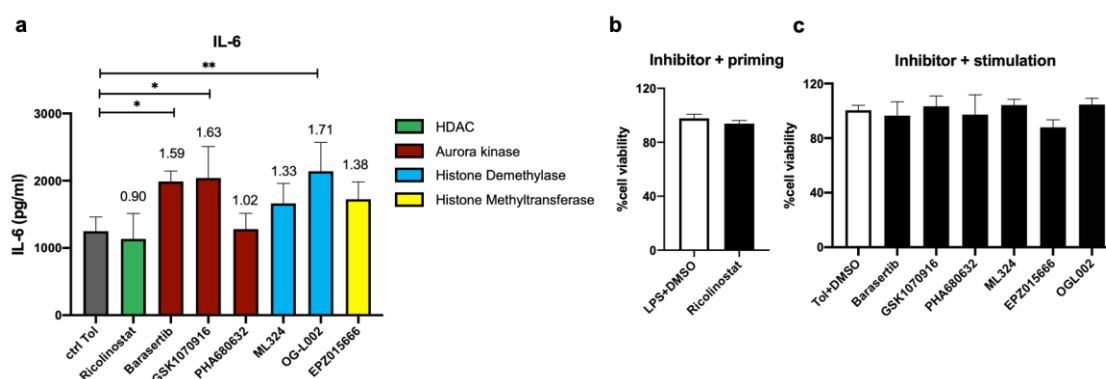 a
IL-6
**
*
*
IL-6 (pg/ml)
3000
2000
1000
0
0.90
1.59
1.63
1.02
1.33
1.71
1.38
ctrl Tol
Ricolinostat
Barasertib
GSK1070916
PHA680632
ML324
OG-L002
EPZ015666
HDAC
Aurora kinase
Histone Demethylase
Histone Methyltransferase
b
Inhibitor + priming
%cell viability
120
80
40
0
LPS+DMSO
Ricolinostat
c
Inhibitor + stimulation
%cell viability
120
80
40
0
Tol+DMSO
Barasertib
GSK1070916
PHA680632
ML324
EPZ015666
OGL002